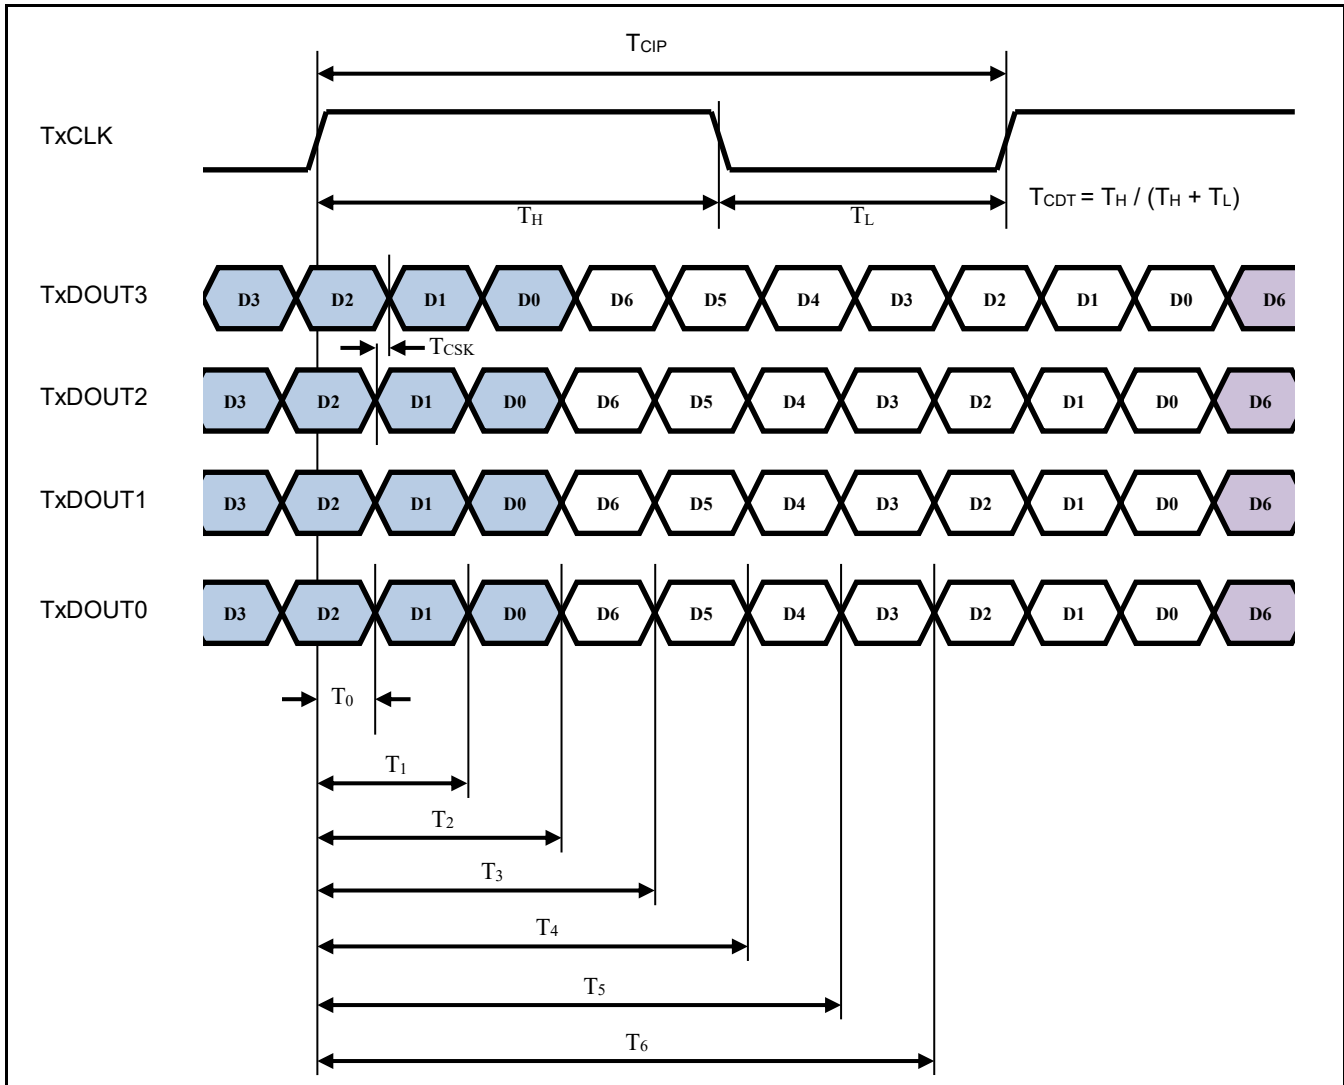 TCIP
TxCLK
TH TL TCDT = TH / (TH + TL)
TxDOUT3 D3 D2 D1 D0 D6 D5 D4 D3 D2 D1 D0 D6
TCSK
TxDOUT2 D3 D2 D1 D0 D6 D5 D4 D3 D2 D1 D0 D6
TxDOUT1 D3 D2 D1 D0 D6 D5 D4 D3 D2 D1 D0 D6
TxDOUT0 D3 D2 D1 D0 D6 D5 D4 D3 D2 D1 D0 D6
T0
T1
T2
T3
T4
T5
T6